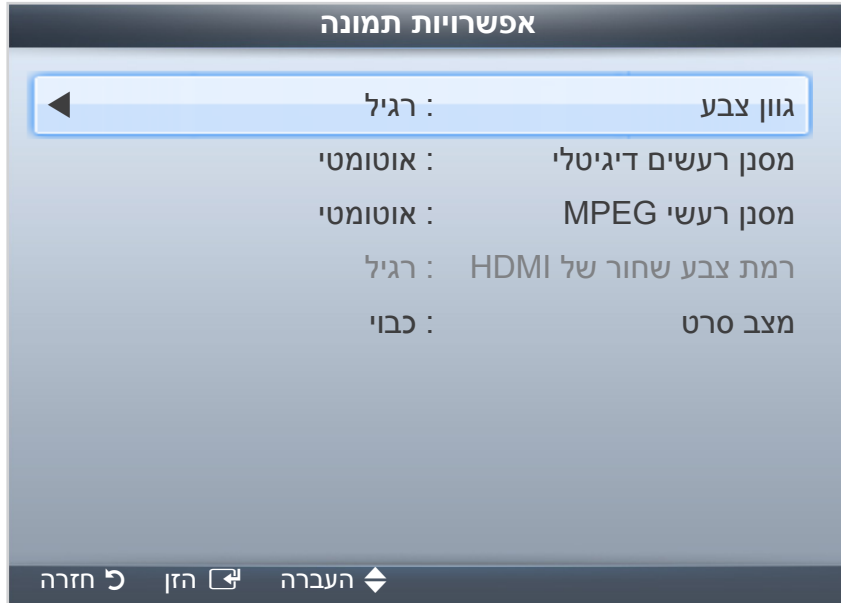 אפשרויות תמונה
גוון צבע : רגיל
מסנן רעשים דיגיטלי : אוטומטי
מסנן רעשי MPEG : אוטומטי
רמת צבע שחור של HDMI : רגיל
מצב סרט : כבוי
העברה הזן חזרה